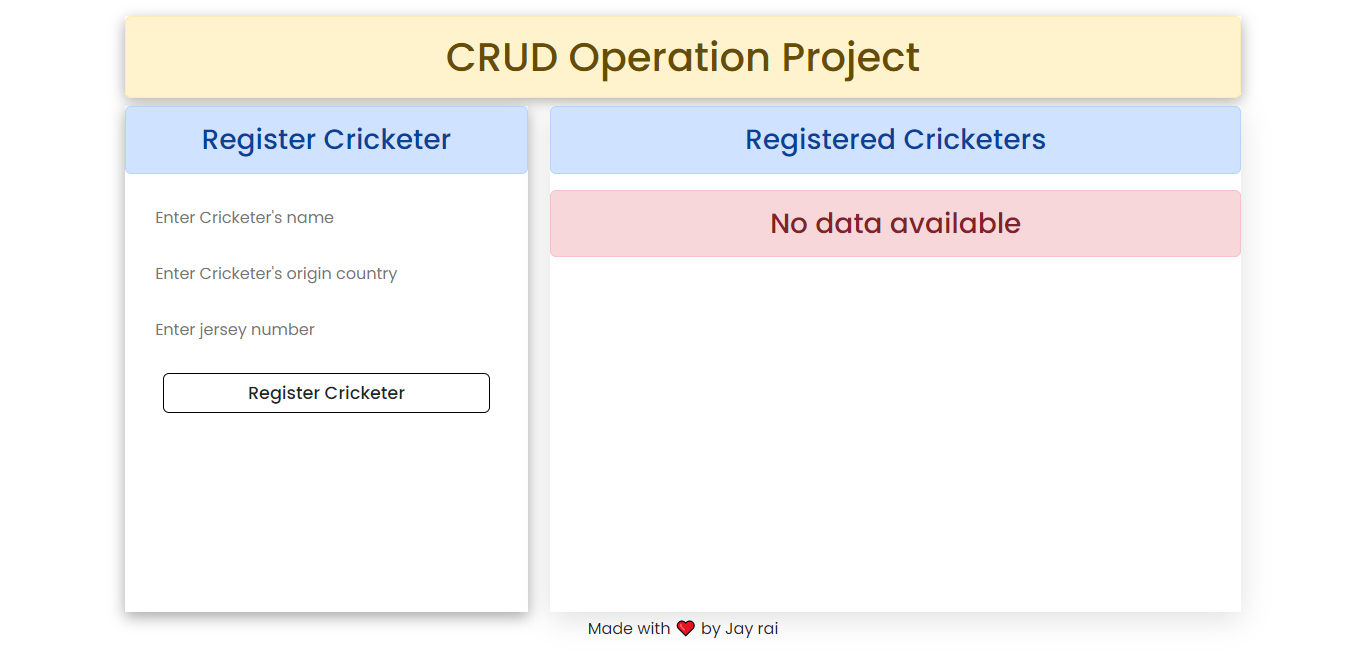 CRUD Operation Project
Register Cricketer
Enter Cricketer's name
Enter Cricketer's origin country
Enter jersey number
Register Cricketer
Registered Cricketers
No data available
Made with ❤️ by Jay rai